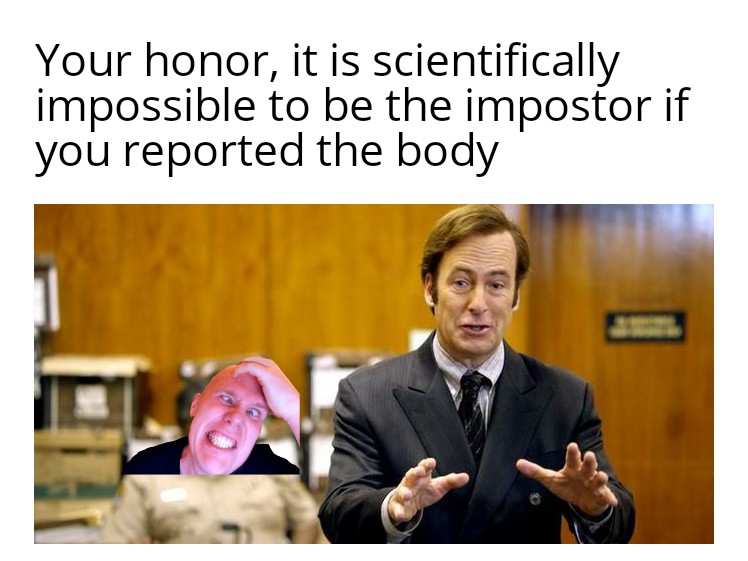 Your honor, it is scientifically
impossible to be the impostor if
you reported the body